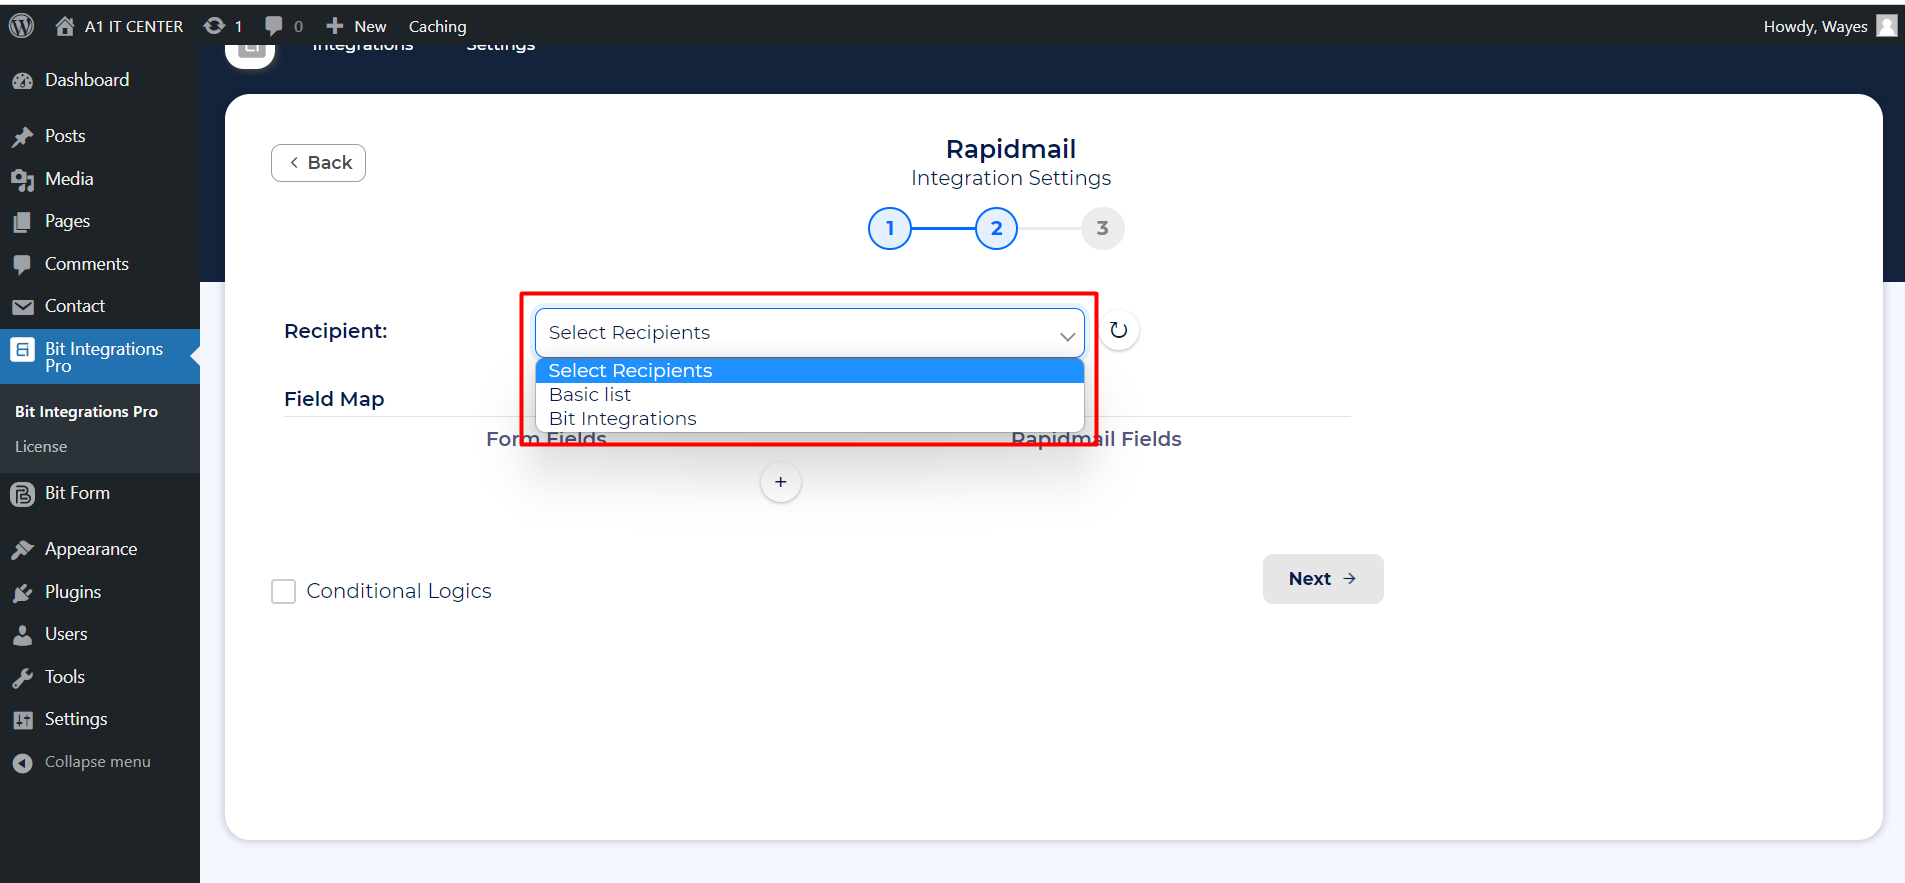 A1 IT CENTER 1 0 New Caching Howdy, Wayes
Integrations Settings
Dashboard
Posts
Media
Pages
Comments
Contact
Bit Integrations
Pro
Bit Integrations Pro
License
Bit Form
Appearance
Plugins
Users
Tools
Settings
Collapse menu
Back
Rapidmail
Integration Settings
1 2 3
Recipient:
Select Recipients
Select Recipients
Basic list
Bit Integrations
Field Map
Form Fields Rapidmail Fields
+
Conditional Logics
Next →